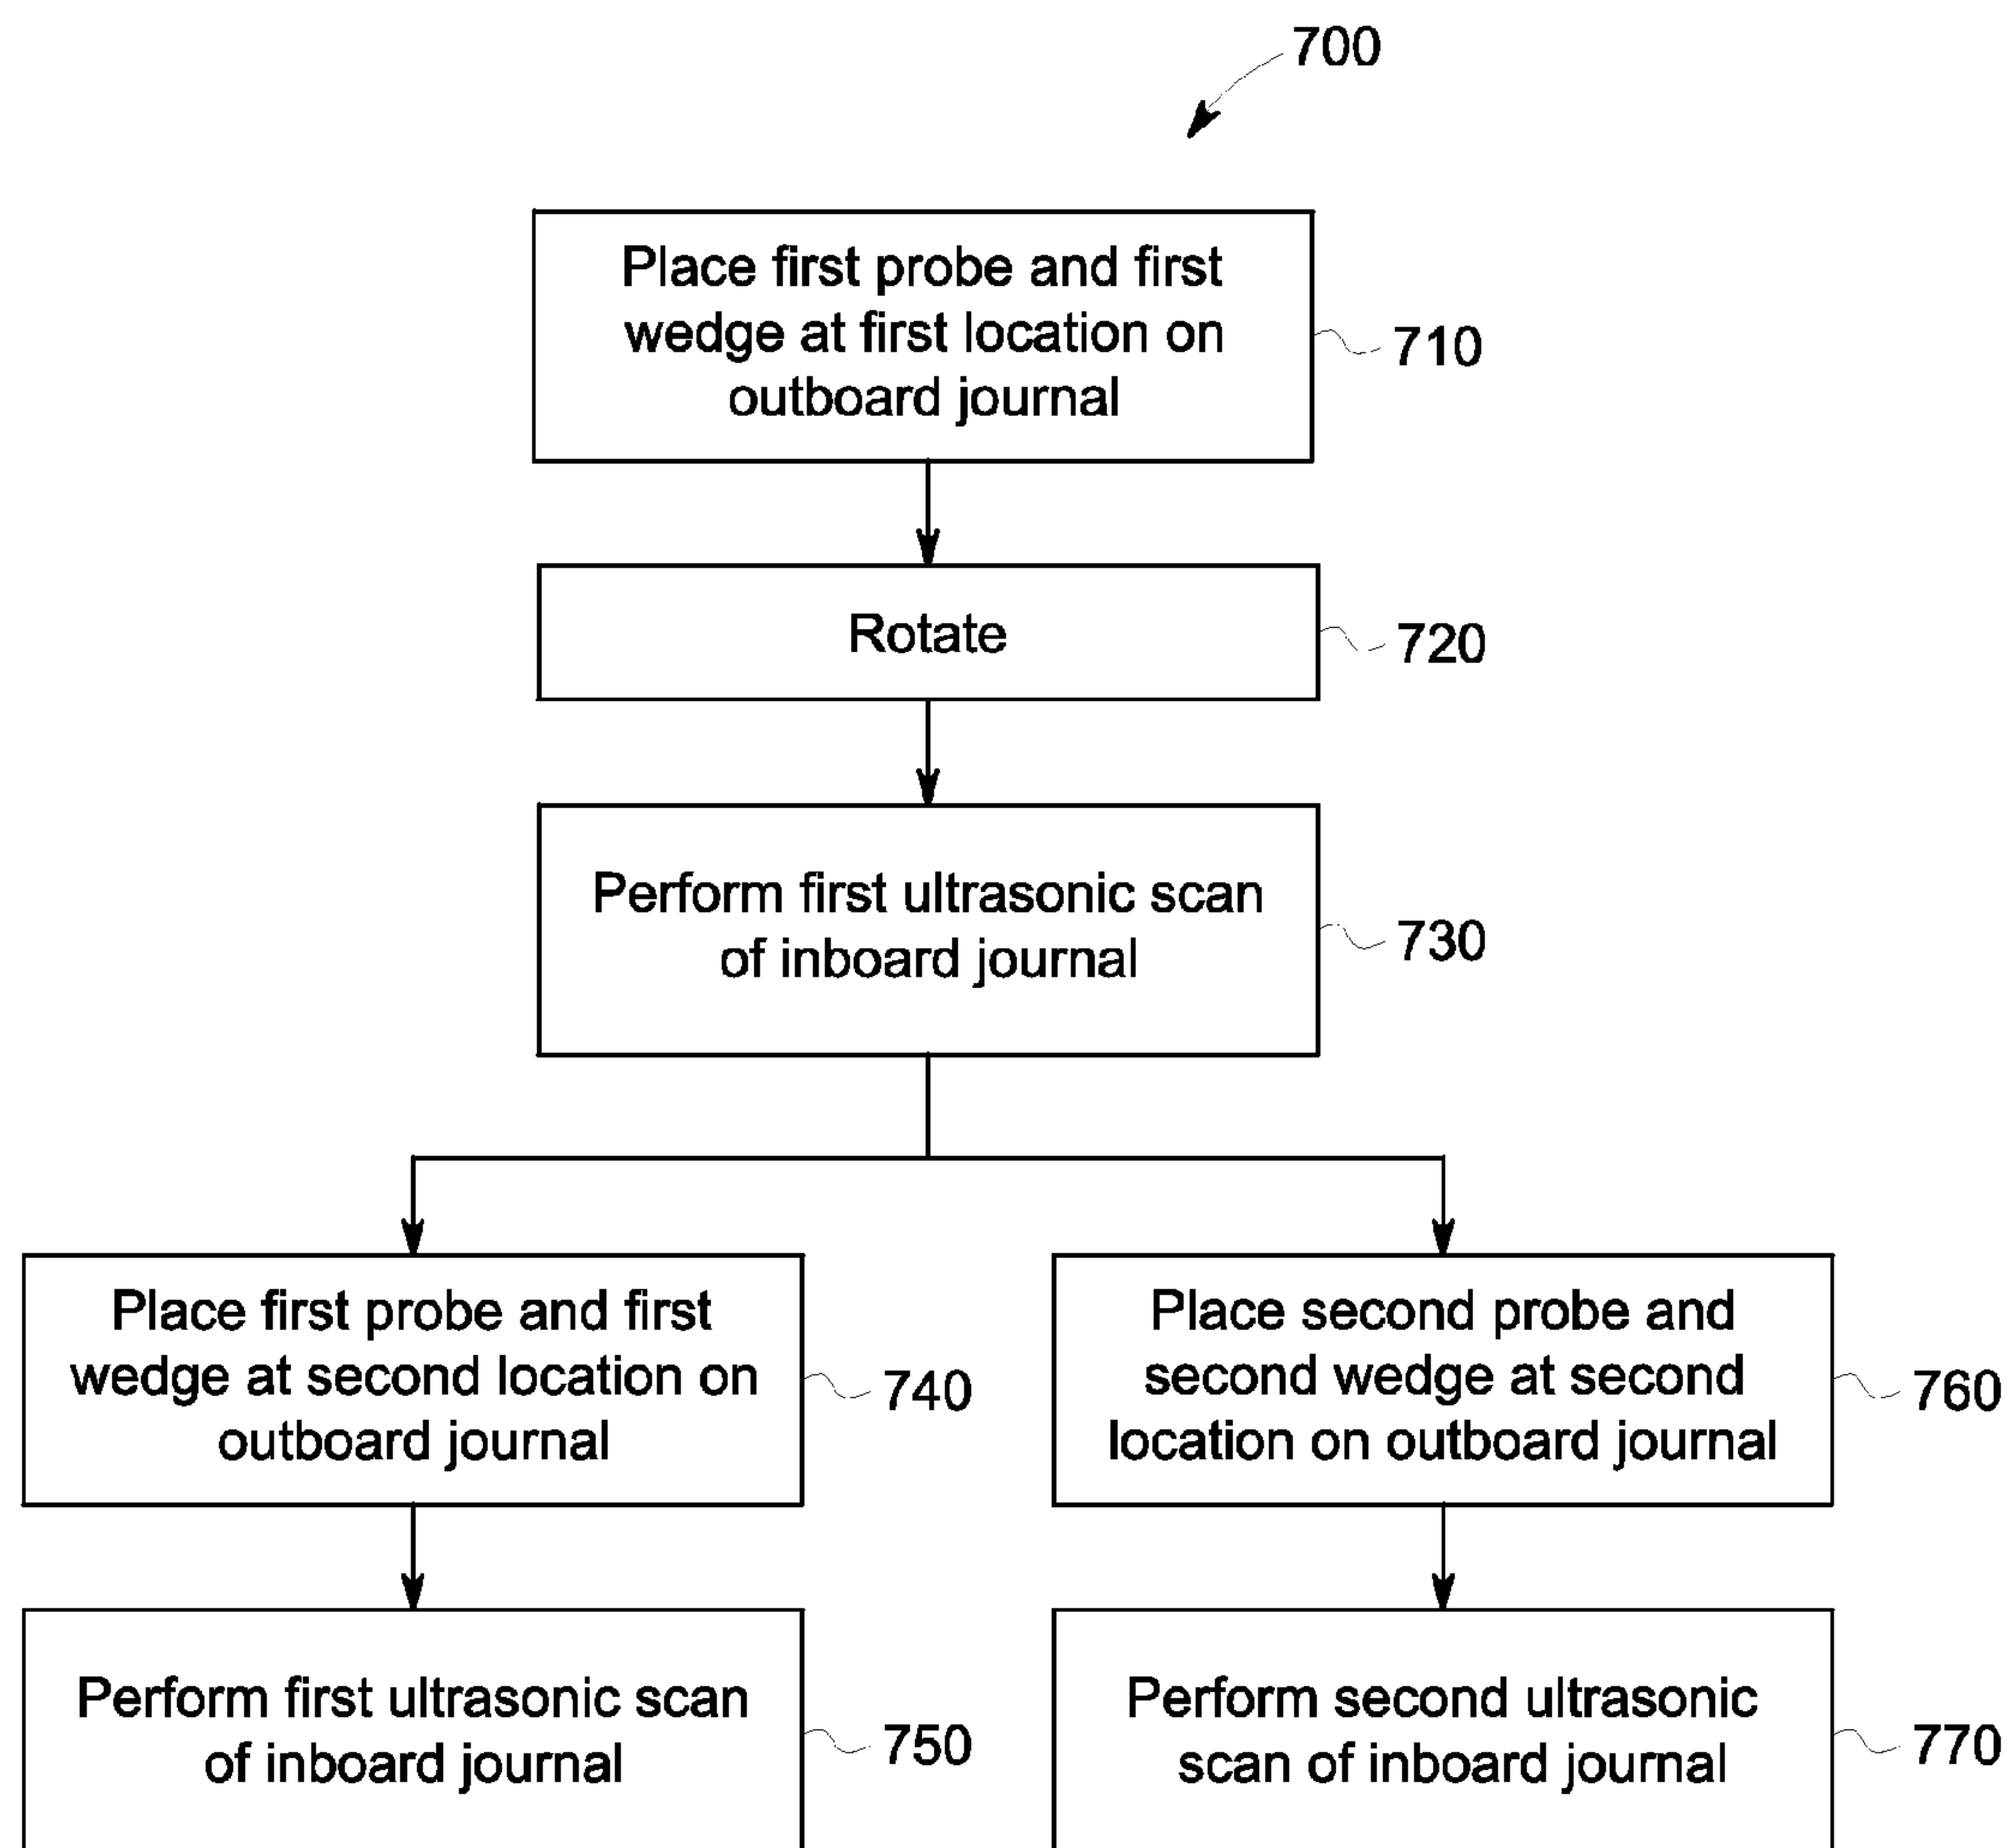 700
Place first probe and first
wedge at first location on
outboard journal
710
Rotate
720
Perform first ultrasonic scan
of inboard journal
730
Place first probe and first
wedge at second location on
outboard journal
740
Place second probe and
second wedge at second
location on outboard journal
760
Perform first ultrasonic scan
of inboard journal
750
Perform second ultrasonic
scan of inboard journal
770